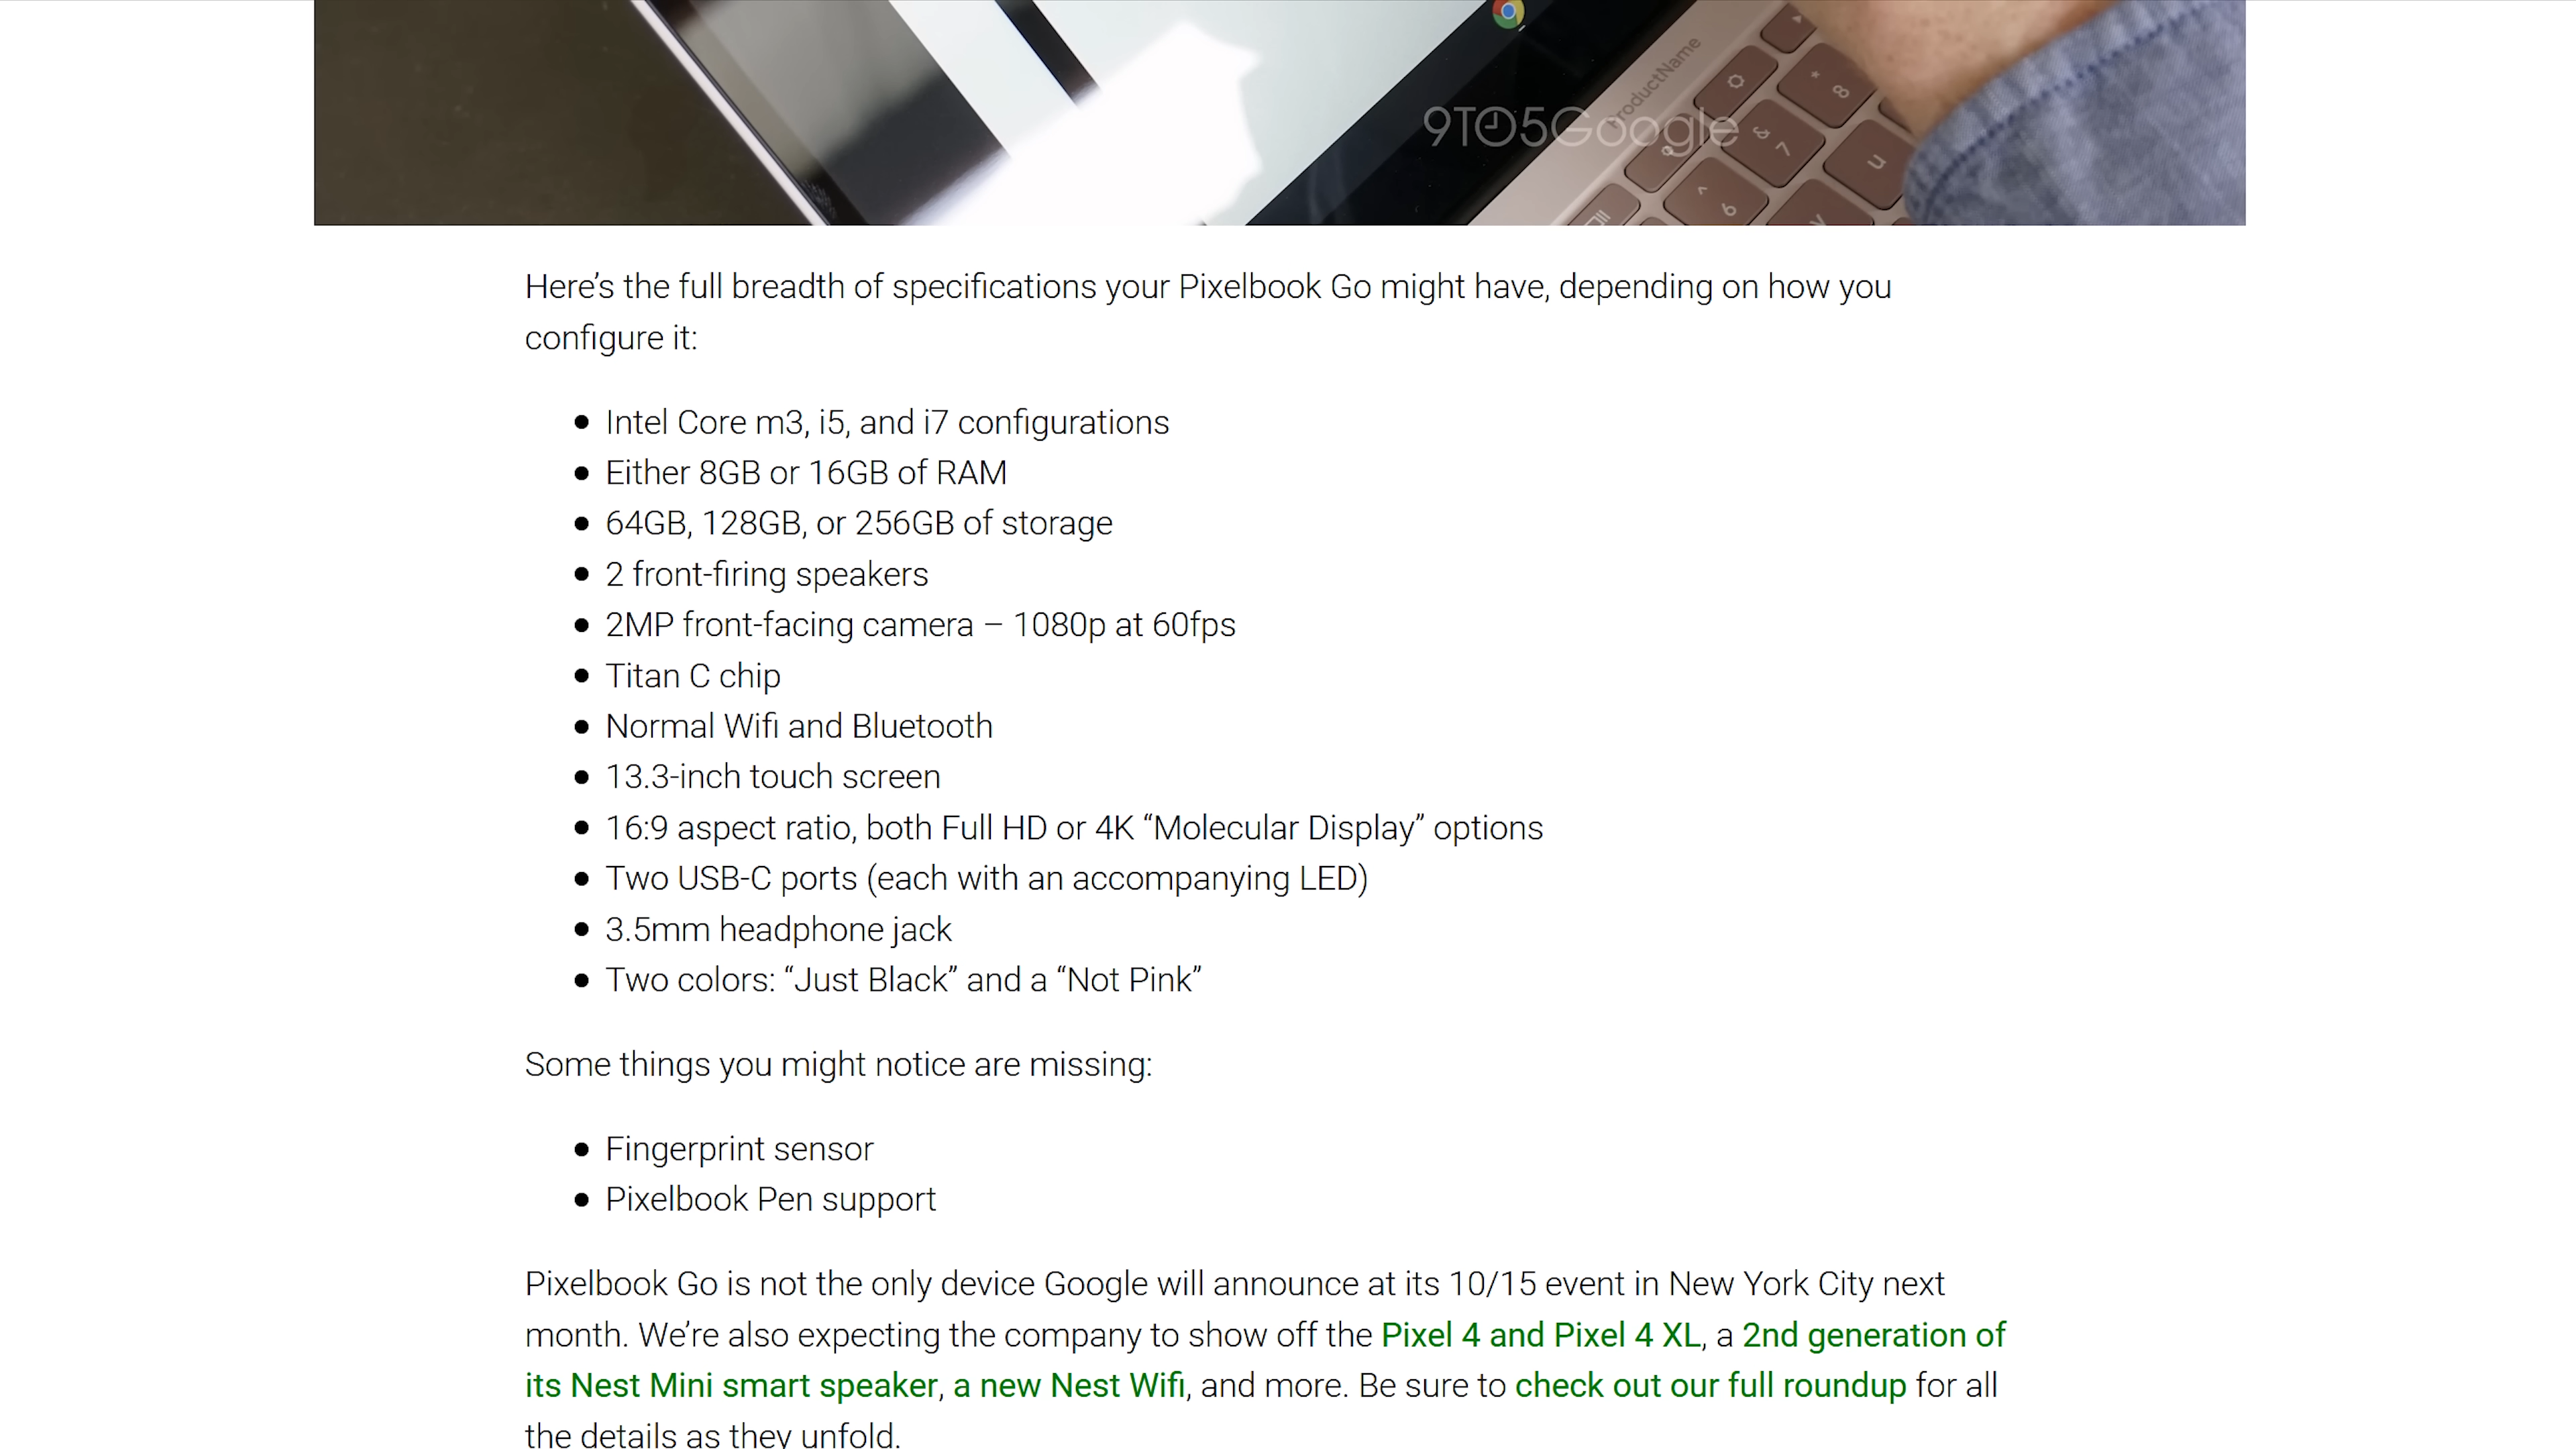 ProductName
9TO5Google
* 8
& 7
u
^ 6
y
Here’s the full breadth of specifications your Pixelbook Go might have, depending on how you
configure it:
Intel Core m3, i5, and i7 configurations
Either 8GB or 16GB of RAM
64GB, 128GB, or 256GB of storage
2 front-firing speakers
2MP front-facing camera – 1080p at 60fps
Titan C chip
Normal Wifi and Bluetooth
13.3-inch touch screen
16:9 aspect ratio, both Full HD or 4K “Molecular Display” options
Two USB-C ports (each with an accompanying LED)
3.5mm headphone jack
Two colors: “Just Black” and a “Not Pink”
Some things you might notice are missing:
Fingerprint sensor
Pixelbook Pen support
Pixelbook Go is not the only device Google will announce at its 10/15 event in New York City next
month. We’re also expecting the company to show off the Pixel 4 and Pixel 4 XL, a 2nd generation of
its Nest Mini smart speaker, a new Nest Wifi, and more. Be sure to check out our full roundup for all
the details as they unfold.